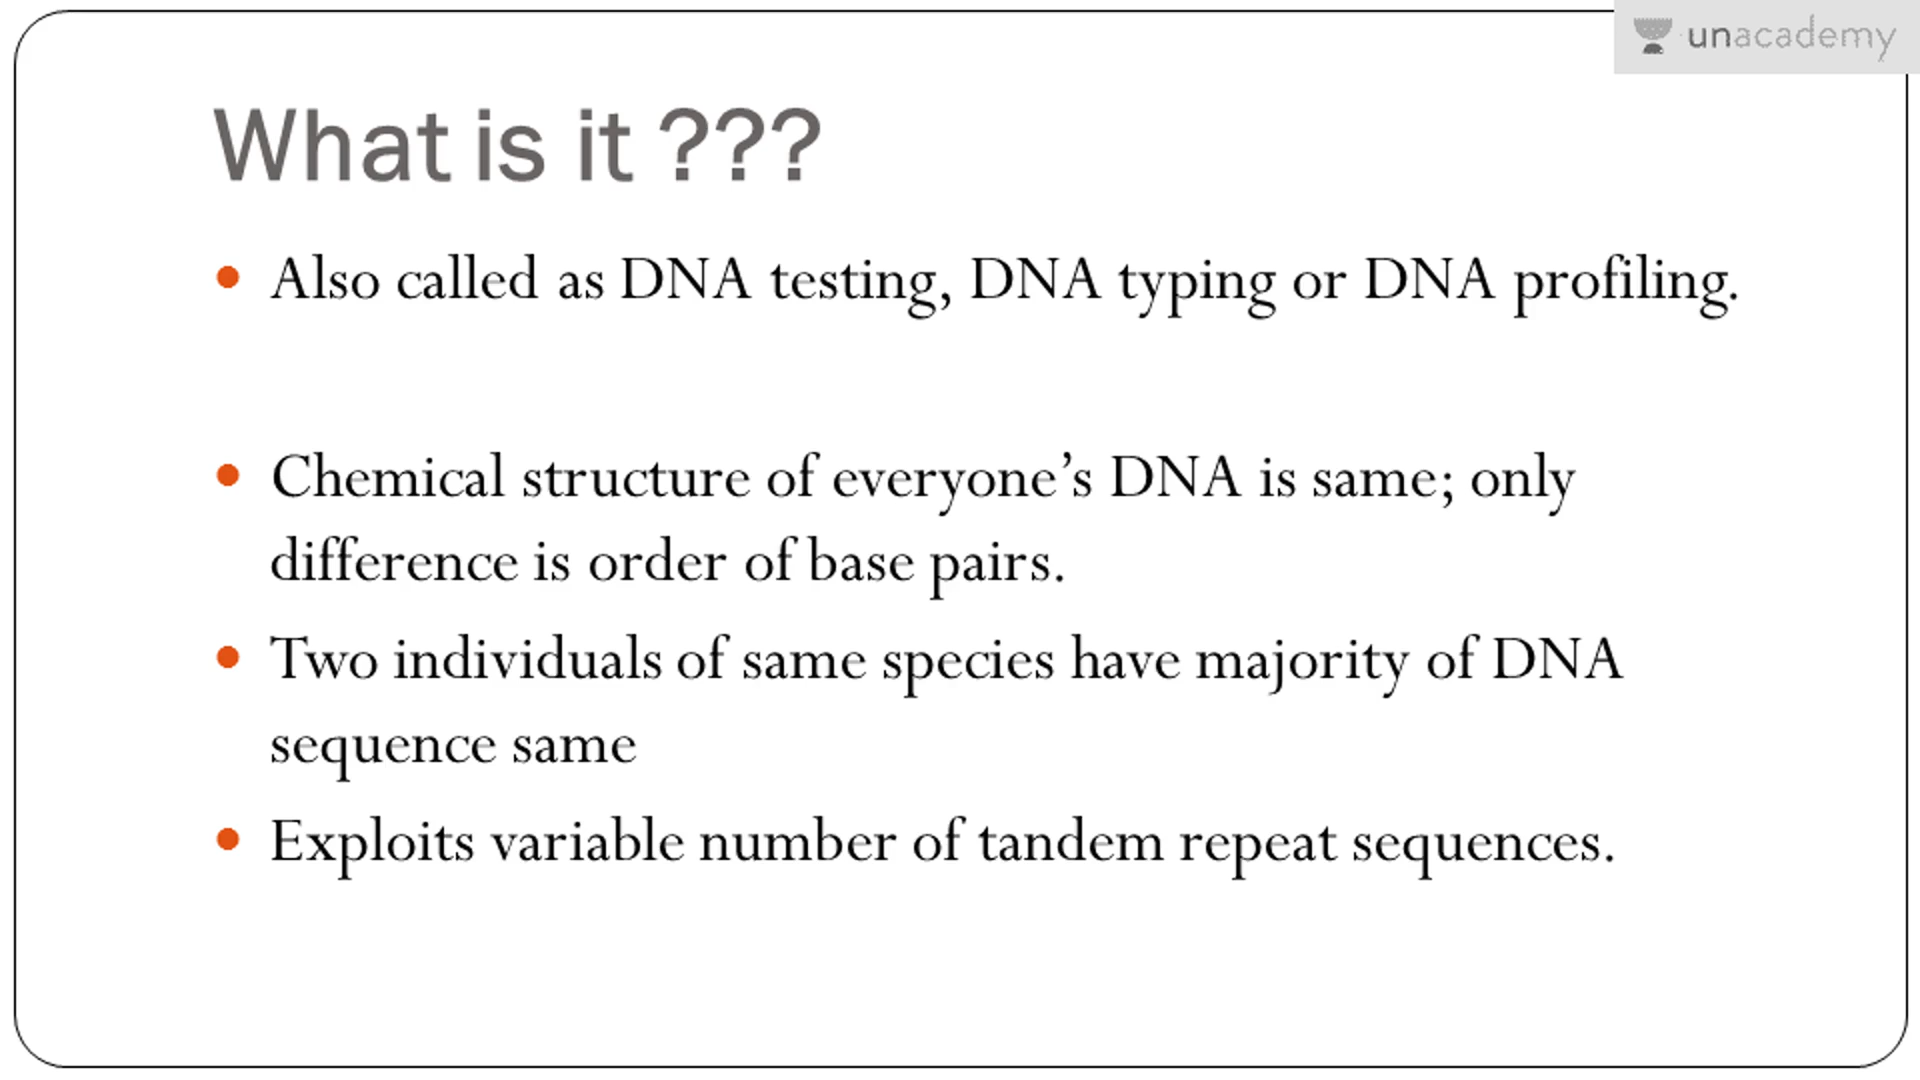 unacademy
What is it ???
Also called as DNA testing, DNA typing or DNA profiling.
Chemical structure of everyone’s DNA is same; only
difference is order of base pairs.
Two individuals of same species have majority of DNA
sequence same
Exploits variable number of tandem repeat sequences.